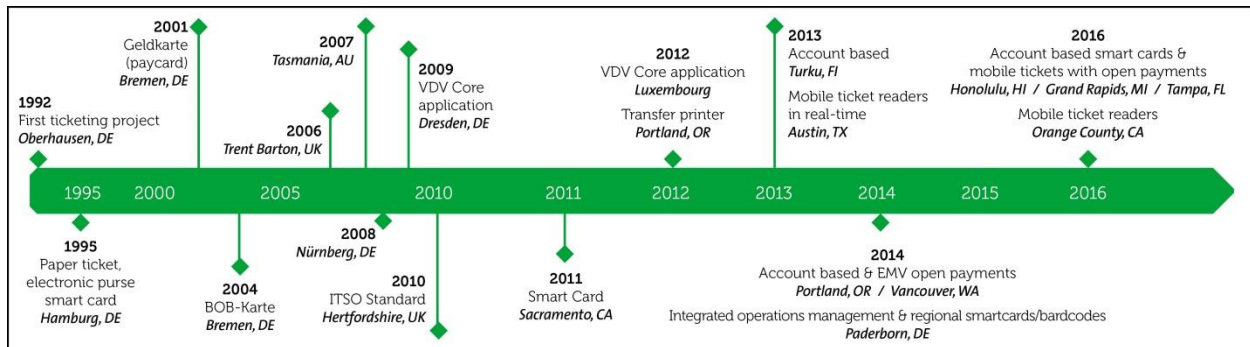 1992
First ticketing project
Oberhausen, DE
2001
Geldkarte
(paycard)
Bremen, DE
2006
Trent Barton, UK
2007
Tasmania, AU
2009
VDV Core
application
Dresden, DE
2012
VDV Core application
Luxembourg
Transfer printer
Portland, OR
2013
Account based
Turku, FI
Mobile ticket readers
in real-time
Austin, TX
2016
Account based smart cards &
mobile tickets with open payments
Honolulu, HI / Grand Rapids, MI / Tampa, FL
Mobile ticket readers
Orange County, CA
1995 2000 2005 2010 2011 2012 2013 2014 2015 2016
1995
Paper ticket,
electronic purse
smart card
Hamburg, DE
2004
BOB-Karte
Bremen, DE
2008
Nürnberg, DE
2010
ITSO Standard
Hertfordshire, UK
2011
Smart Card
Sacramento, CA
2014
Account based & EMV open payments
Portland, OR / Vancouver, WA
Integrated operations management & regional smartcards/bardcodes
Paderborn, DE